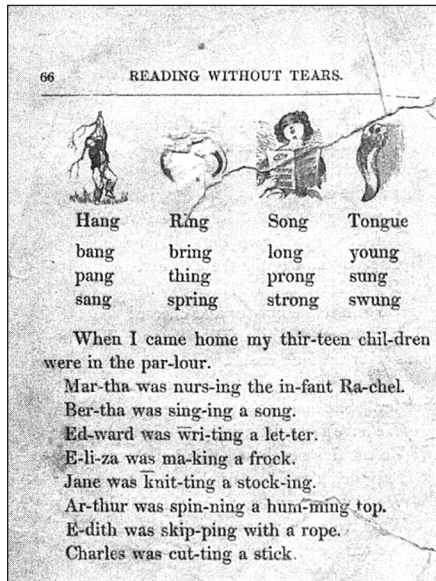 66 READING WITHOUT TEARS.
Hang Ring Song Tongue
bang bring long young
pang thing prong sung
sang spring strong swung
When I came home my thir-teen chil-dren
were in the par-lour.
Mar-tha was nurs-ing the in-fant Ra-chel.
Ber-tha was sing-ing a song.
Ed-ward was w̅ri-ting a let-ter.
E-li-za was ma-king a frock.
Jane was k̅nit-ting a stock-ing.
Ar-thur was spin-ning a hum-ming top.
E-dith was skip-ping with a rope.
Charles was cut-ting a stick.